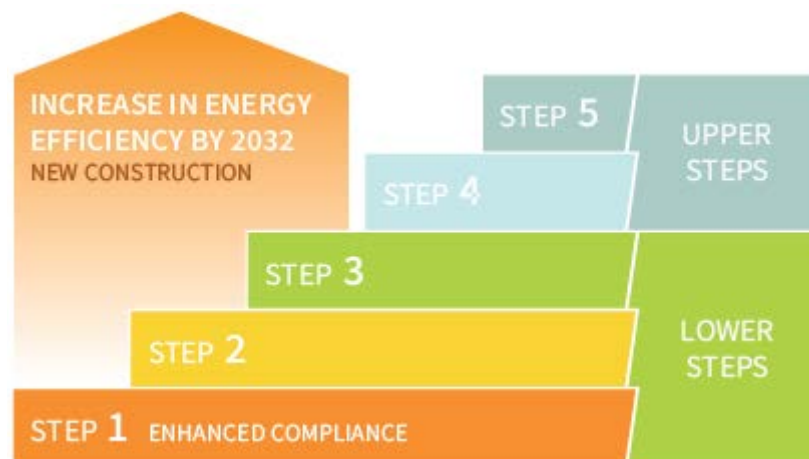 INCREASE IN ENERGY
EFFICIENCY BY 2032
NEW CONSTRUCTION
STEP 5
UPPER
STEPS
STEP 4
STEP 3
STEP 2
LOWER
STEPS
STEP 1 ENHANCED COMPLIANCE